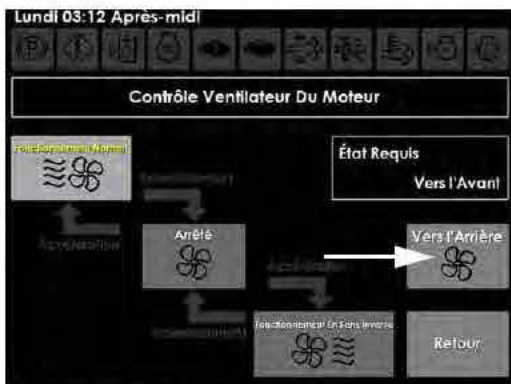 Lundi 03:12 Après-midi
Contrôle Ventilateur Du Moteur
Fonctionnement Normal
État Requis
Vers l'Avant
Arrêté
Vers l'Arrière
Fonctionnement En Sens Inverse
Retour